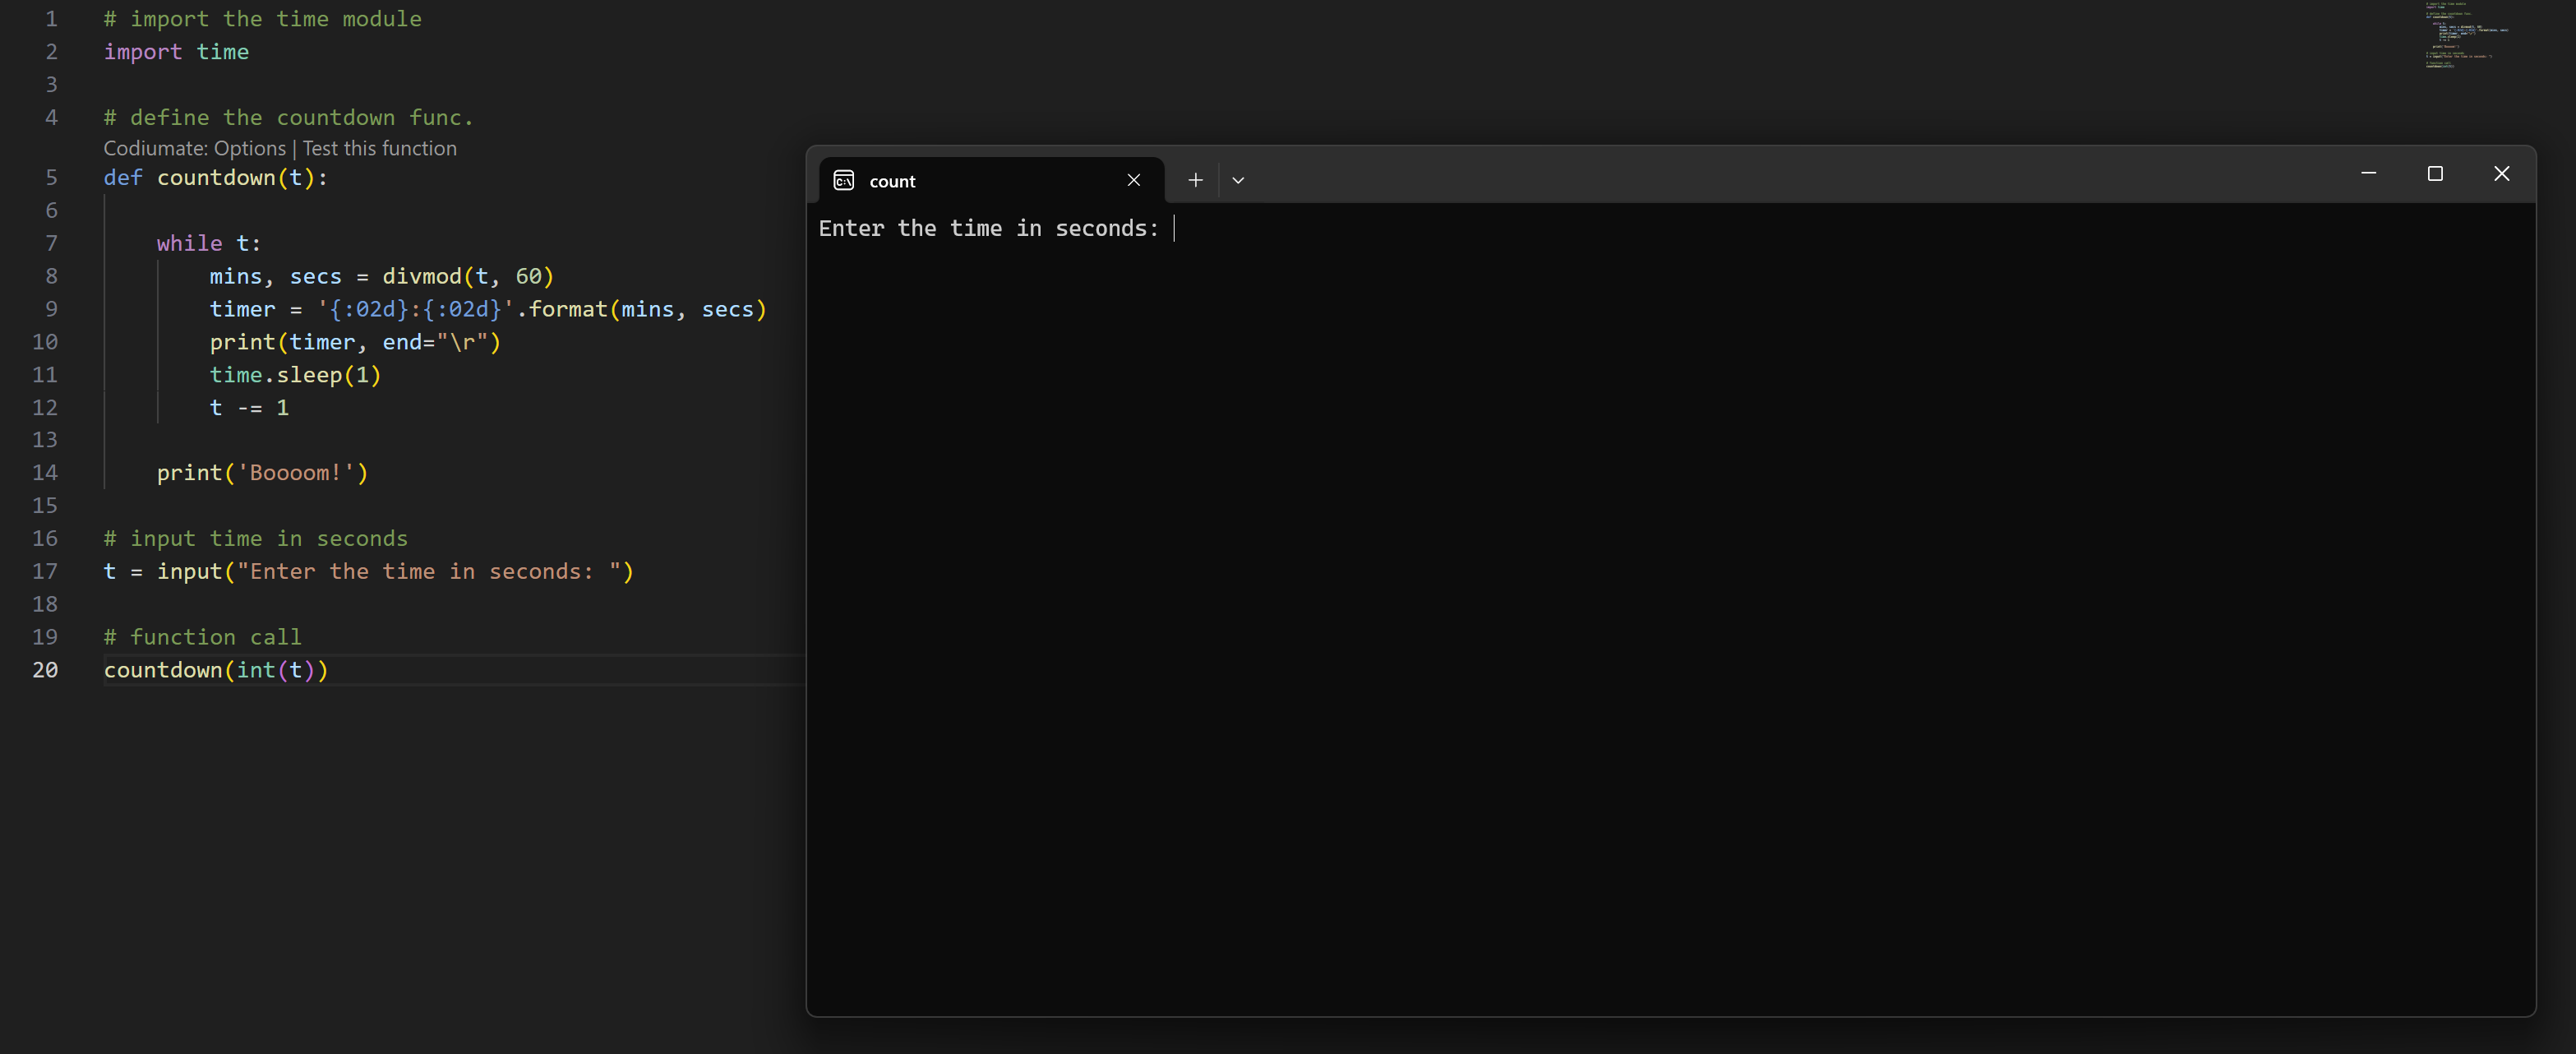 1 # import the time module
2 import time
3
4 # define the countdown func.
Codiumate: Options | Test this function
5 def countdown(t):
6
7     while t:
8         mins, secs = divmod(t, 60)
9         timer = '{:02d}:{:02d}'.format(mins, secs)
10         print(timer, end="\r")
11         time.sleep(1)
12         t -= 1
13
14     print('Boooom!')
15
16 # input time in seconds
17 t = input("Enter the time in seconds: ")
18
19 # function call
20 countdown(int(t))
C:\ count
Enter the time in seconds: